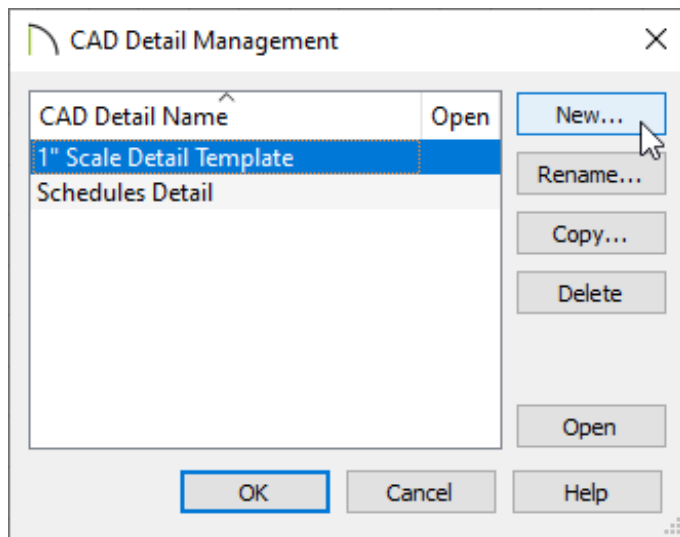 CAD Detail Management
CAD Detail Name Open
1" Scale Detail Template
Schedules Detail
New...
Rename...
Copy...
Delete
Open
OK Cancel Help